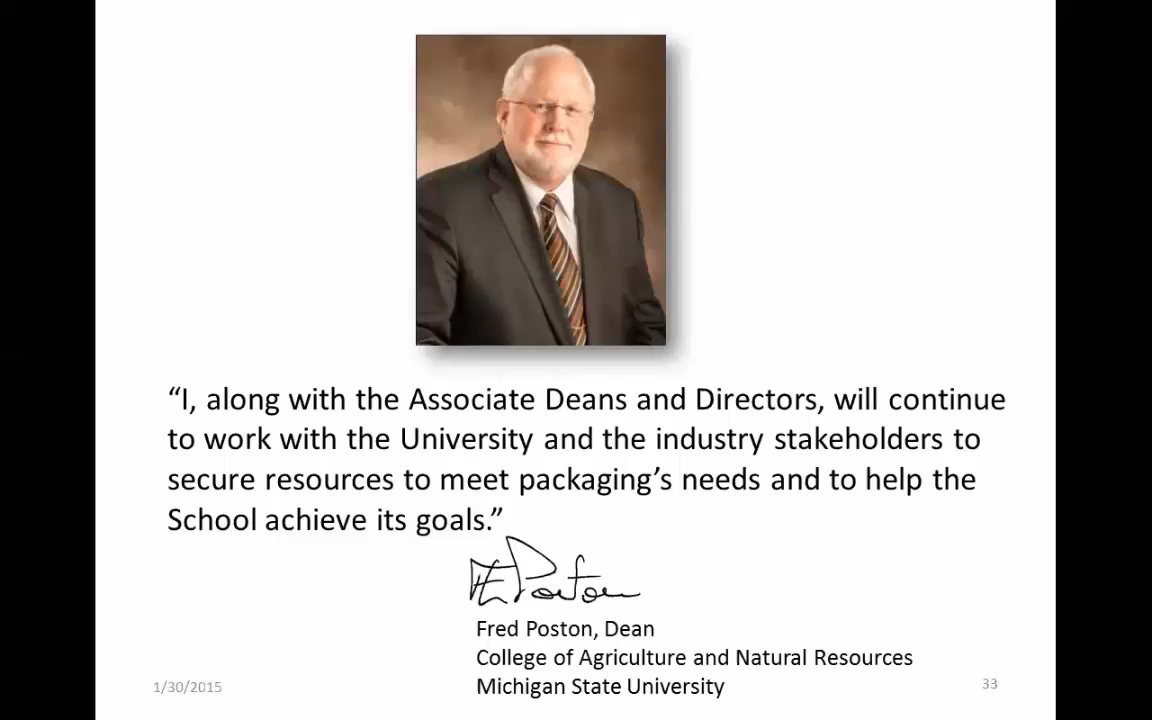 “I, along with the Associate Deans and Directors, will continue
to work with the University and the industry stakeholders to
secure resources to meet packaging’s needs and to help the
School achieve its goals.”
FE Poston
Fred Poston, Dean
College of Agriculture and Natural Resources
Michigan State University
1/30/2015
33